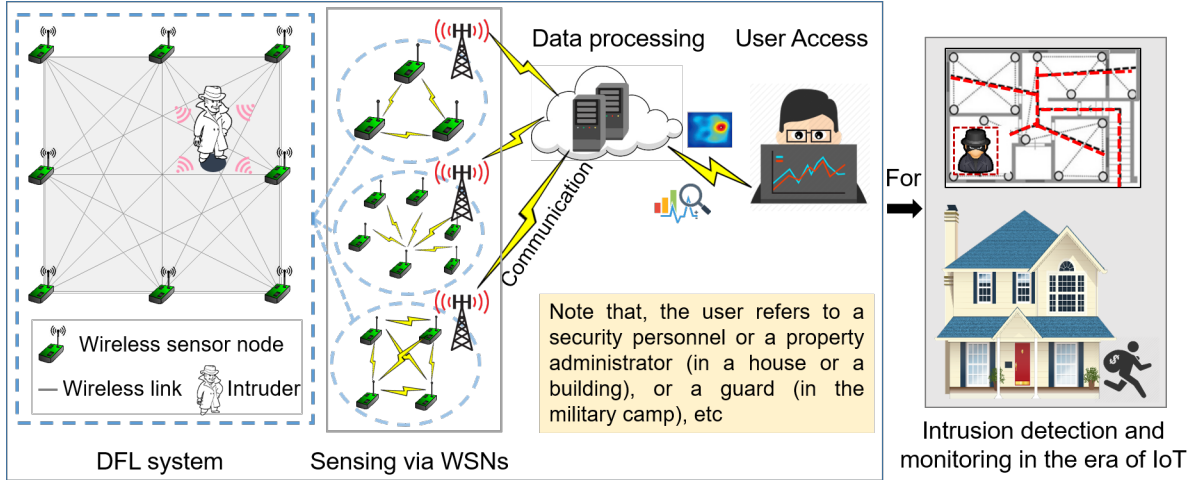 Data processing
User Access
Communication
Wireless sensor node
Wireless link
Intruder
Note that, the user refers to a
security personnel or a property
administrator (in a house or a
building), or a guard (in the
military camp), etc
DFL system
Sensing via WSNs
For
Intrusion detection and
monitoring in the era of IoT